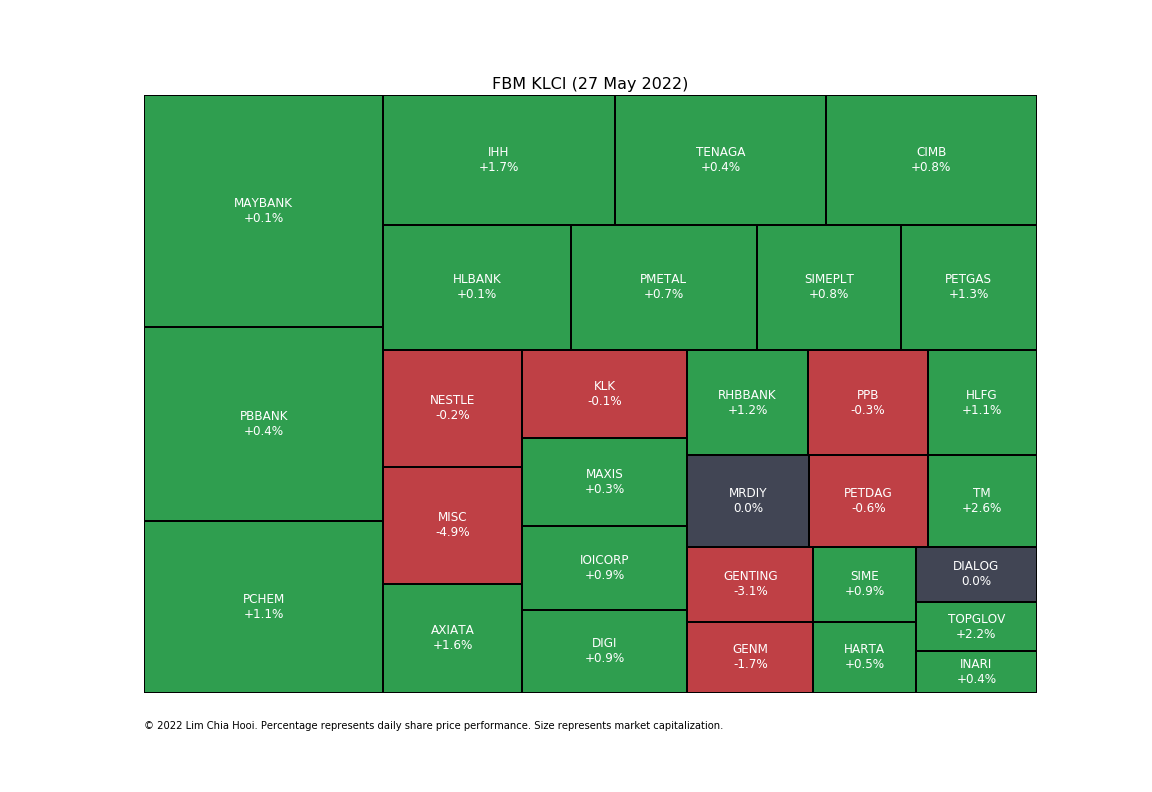 FBM KLCI (27 May 2022)
MAYBANK
+0.1%
PBBANK
+0.4%
PCHEM
+1.1%
IHH
+1.7%
TENAGA
+0.4%
CIMB
+0.8%
HLBANK
+0.1%
PMETAL
+0.7%
SIMEPLT
+0.8%
PETGAS
+1.3%
NESTLE
-0.2%
MISC
-4.9%
AXIATA
+1.6%
KLK
-0.1%
MAXIS
+0.3%
IOICORP
+0.9%
DIGI
+0.9%
RHBBANK
+1.2%
PPB
-0.3%
HLFG
+1.1%
MRDIY
0.0%
PETDAG
-0.6%
TM
+2.6%
GENTING
-3.1%
GENM
-1.7%
SIME
+0.9%
HARTA
+0.5%
DIALOG
0.0%
TOPGLOV
+2.2%
INARI
+0.4%
© 2022 Lim Chia Hooi. Percentage represents daily share price performance. Size represents market capitalization.